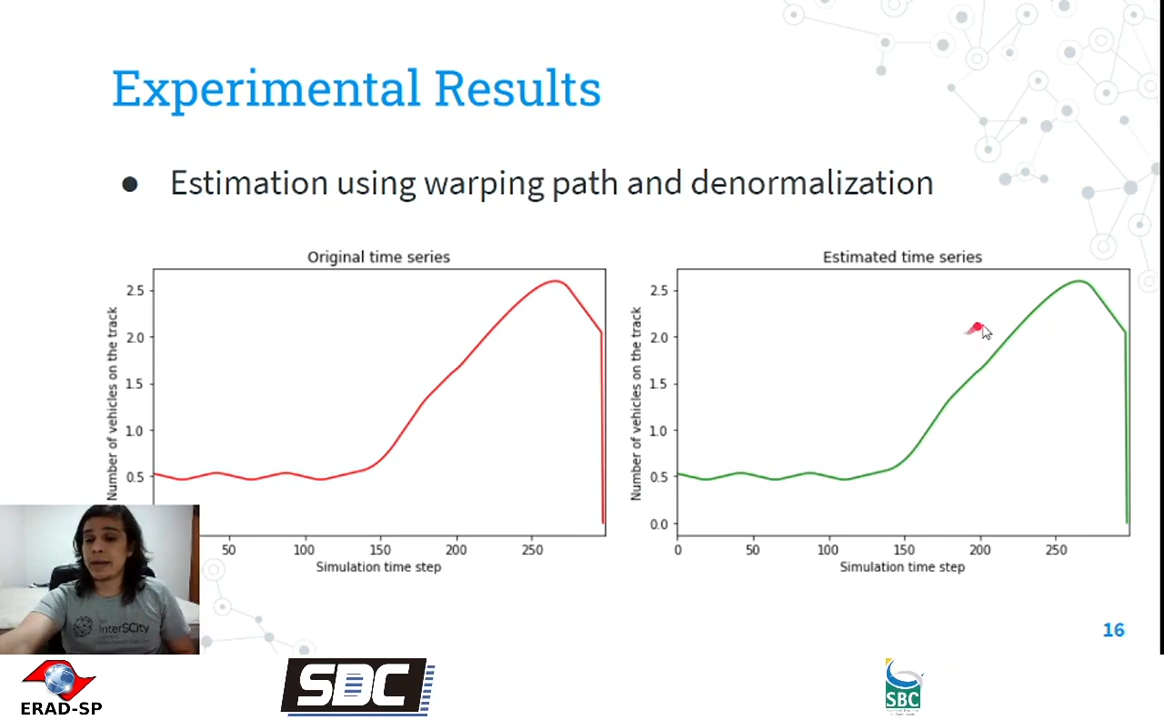 Experimental Results
● Estimation using warping path and denormalization
Original time series
Number of vehicles on the track
2.5
2.0
1.5
1.0
0.5
50 100 150 200 250
Simulation time step
Estimated time series
Number of vehicles on the track
2.5
2.0
1.5
1.0
0.5
0.0
0 50 100 150 200 250
Simulation time step
InterSCity
16
ERAD-SP
SBC
SBC